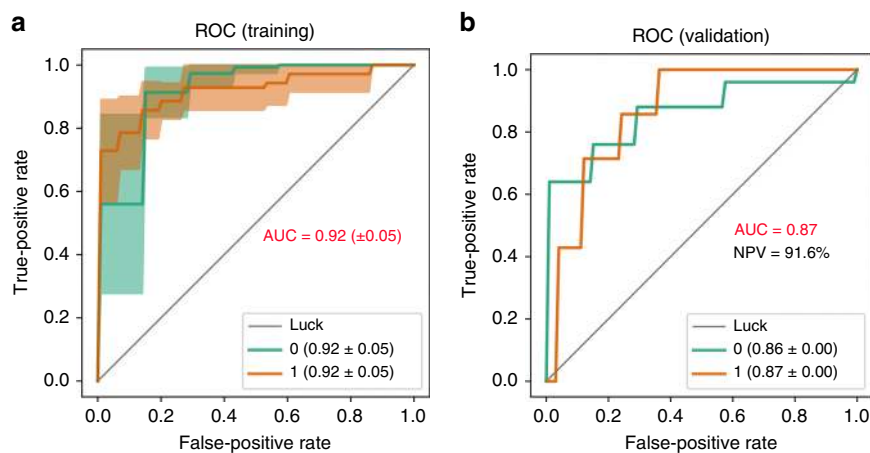 a
ROC (training)
True-positive rate
1.0
0.8
0.6
0.4
0.2
0.0
AUC = 0.92 (±0.05)
Luck
0 (0.92 ± 0.05)
1 (0.92 ± 0.05)
0.0 0.2 0.4 0.6 0.8 1.0
False-positive rate
b
ROC (validation)
True-positive rate
1.0
0.8
0.6
0.4
0.2
0.0
AUC = 0.87
NPV = 91.6%
Luck
0 (0.86 ± 0.00)
1 (0.87 ± 0.00)
0.0 0.2 0.4 0.6 0.8 1.0
False-positive rate